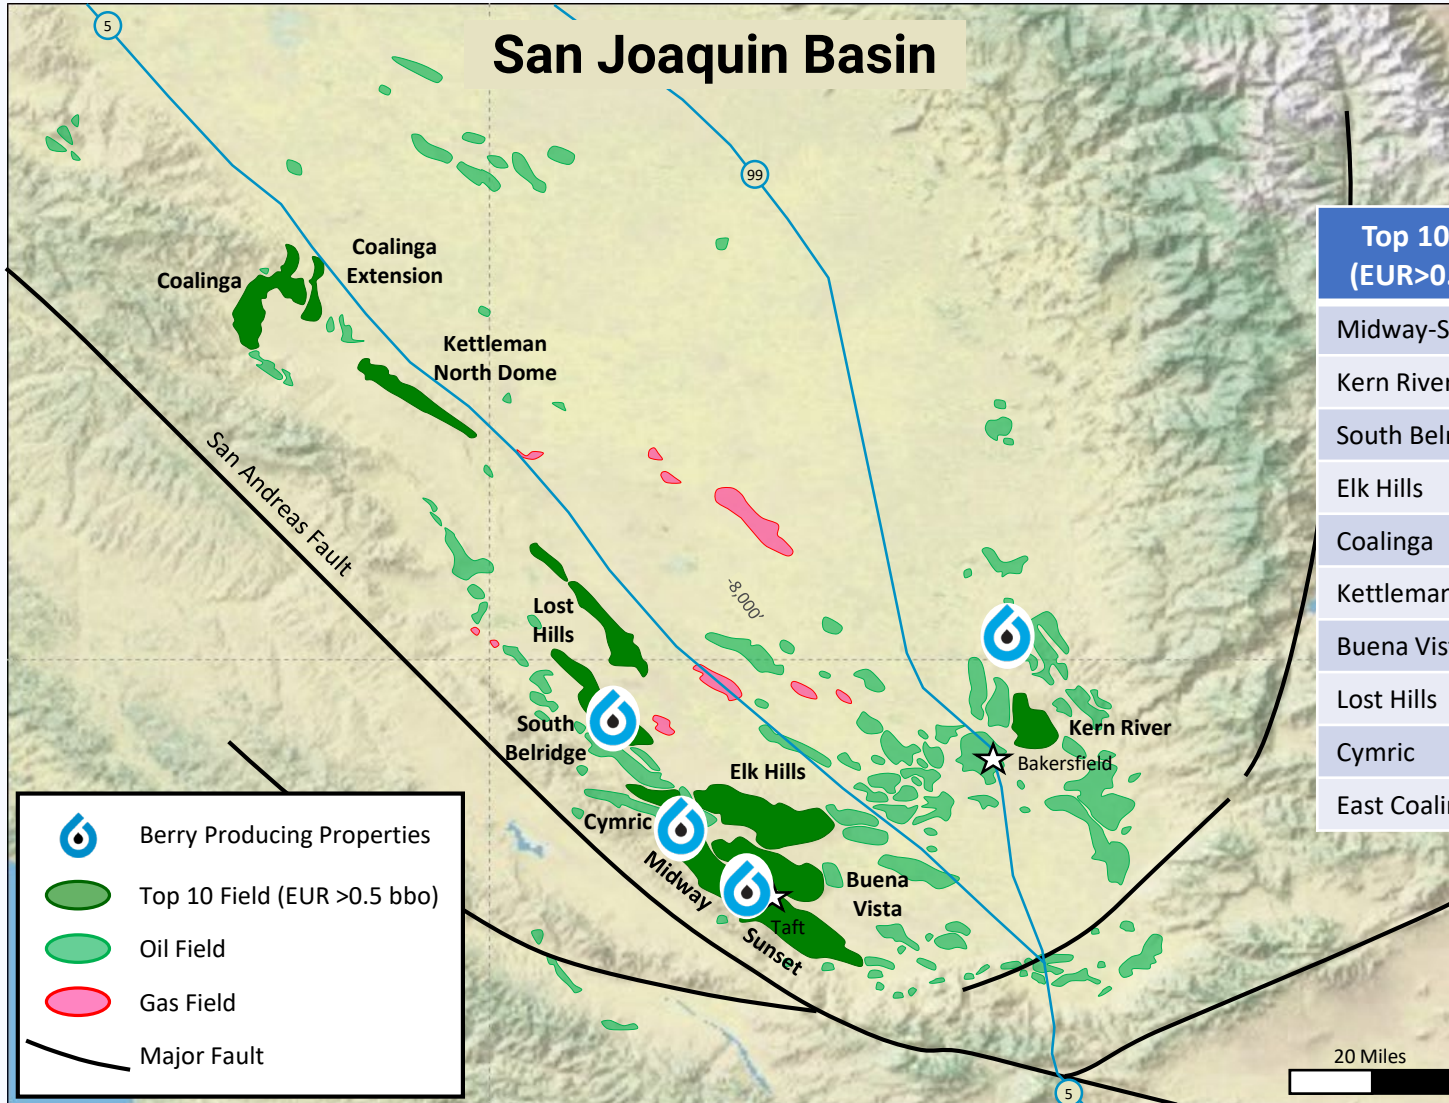 San Joaquin Basin
5
99
Coalinga
Extension
Coalinga
Kettleman
North Dome
San Andreas Fault
-8,000'
Lost
Hills
South
Belridge
Kern River
Bakersfield
Elk Hills
Cymric
Midway
Sunset
Buena
Vista
Taft
Top 10
(EUR>0.
Midway-S
Kern River
South Belr
Elk Hills
Coalinga
Kettleman
Buena Vis
Lost Hills
Cymric
East Coalin
Berry Producing Properties
Top 10 Field (EUR >0.5 bbo)
Oil Field
Gas Field
Major Fault
20 Miles
5